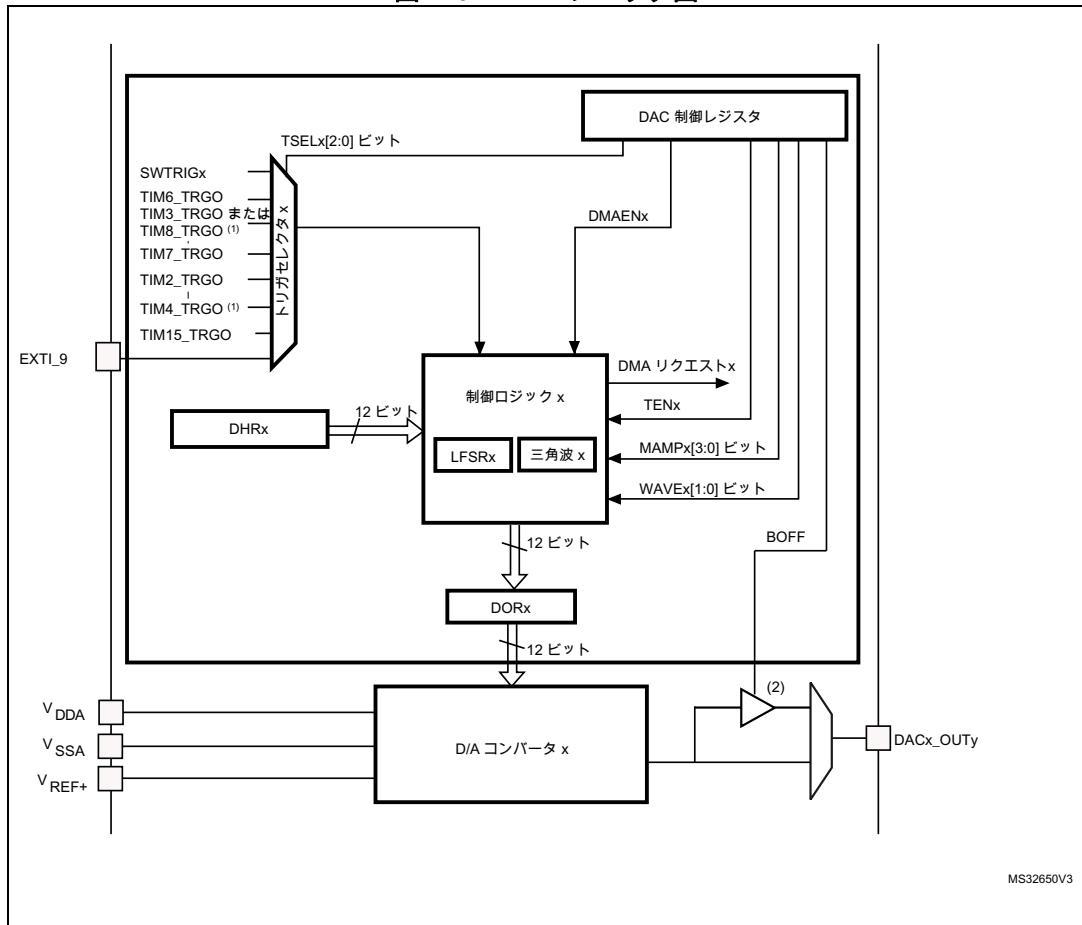 DAC 制御レジスタ
TSELx[2:0] ビット
SWTRIGx
TIM6_TRGO
TIM3_TRGO または
TIM8_TRGO (1)
TIM7_TRGO
TIM2_TRGO
TIM4_TRGO (1)
TIM15_TRGO
トリガセレクタ x
DMAENx
EXTI_9
制御ロジック x
DMA リクエストx
TENx
DHRx
12 ビット
LFSRx
三角波 x
MAMPx[3:0] ビット
WAVEx[1:0] ビット
12 ビット
BOFF
DORx
12 ビット
(2)
VDDA
VSSA
VREF+
D/A コンバータ x
DACx_OUTy
MS32650V3